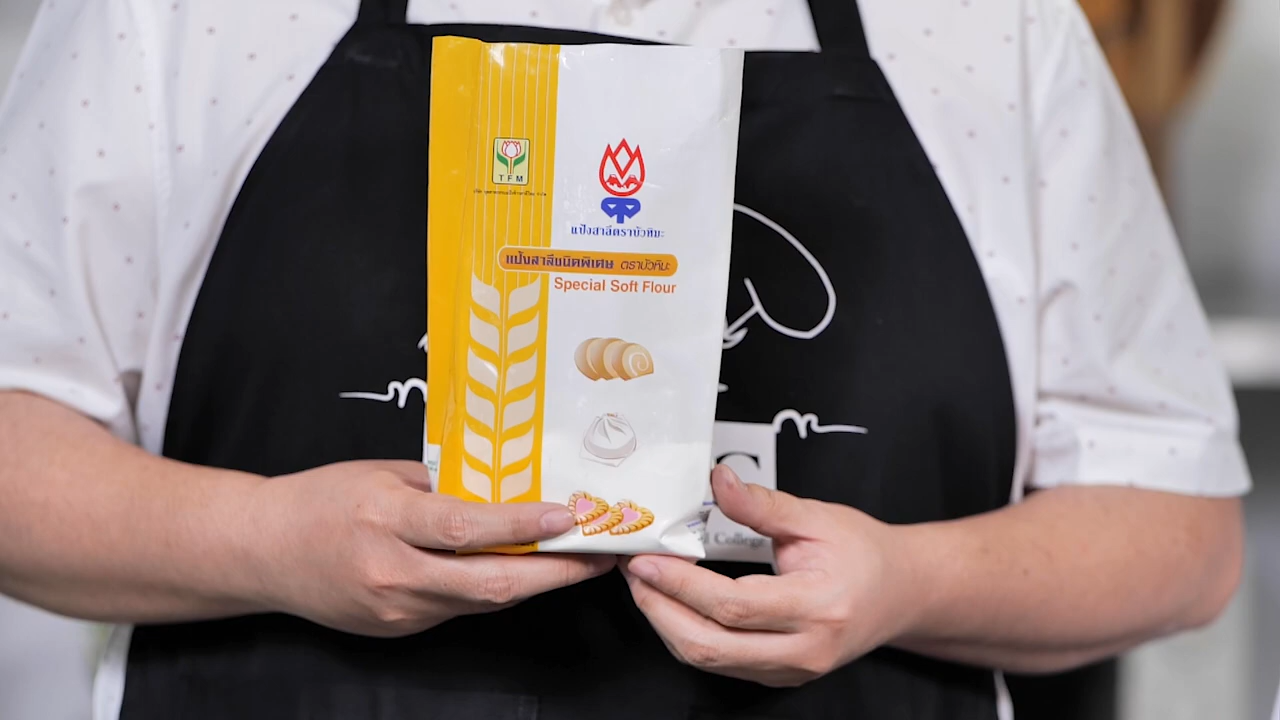 TFM
แป้งสาลีตราบัวหิมะ
แป้งสาลีชนิดพิเศษ ตราบัวหิมะ
Special Soft Flour
College